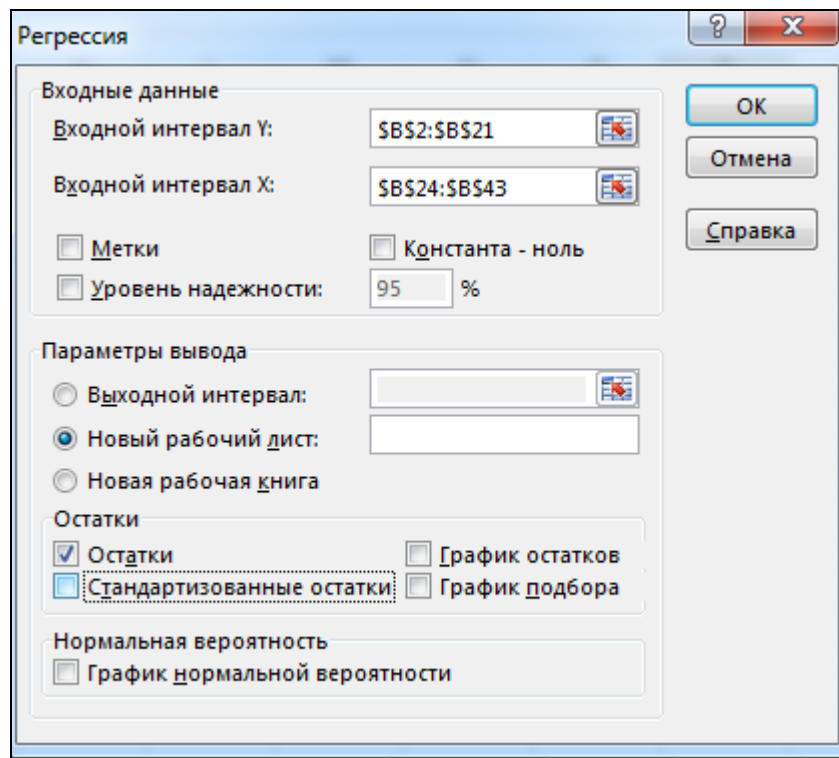 Регрессия
Входные данные
Входной интервал Y: $B$2:$B$21
Входной интервал X: $B$24:$B$43
Метки Константа - ноль
Уровень надежности: 95 %
Параметры вывода
Выходной интервал:
Новый рабочий лист:
Новая рабочая книга
Остатки
Остатки График остатков
Стандартизованные остатки График подбора
Нормальная вероятность
График нормальной вероятности
OK
Отмена
Справка